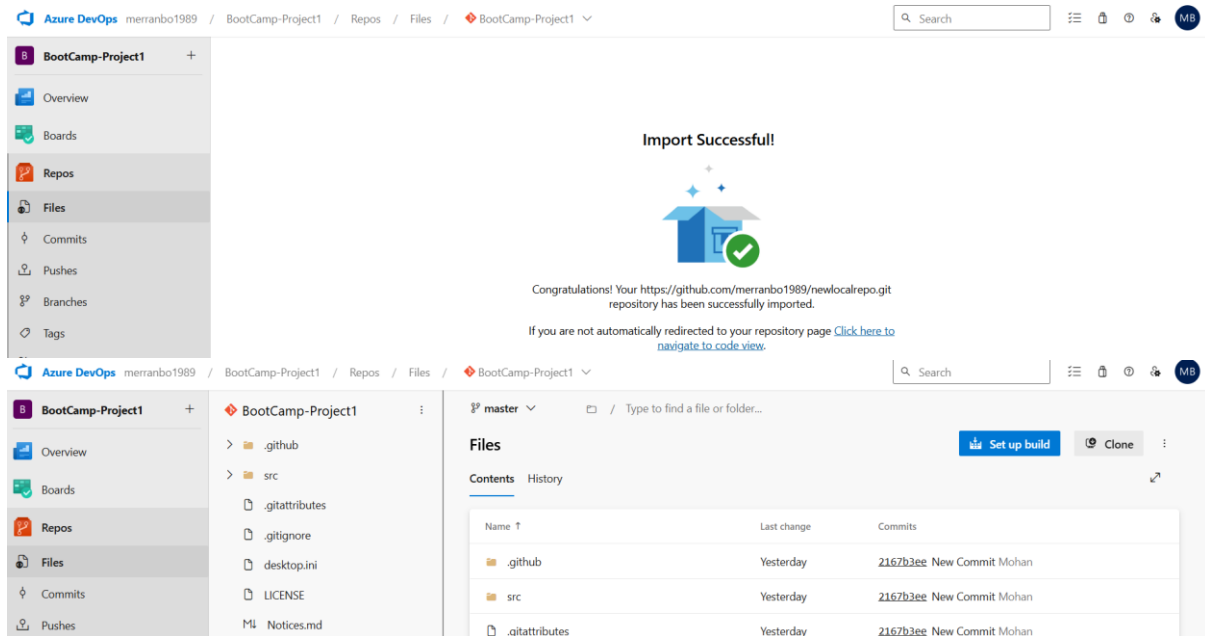 Azure DevOps merranbo1989 / BootCamp-Project1 / Repos / Files / BootCamp-Project1
Search
MB
B BootCamp-Project1 +
Overview
Boards
Repos
Files
Commits
Pushes
Branches
Tags
Import Successful!
Congratulations! Your https://github.com/merranbo1989/newlocalrepo.git
repository has been successfully imported.
If you are not automatically redirected to your repository page Click here to
navigate to code view.
Azure DevOps merranbo1989 / BootCamp-Project1 / Repos / Files / BootCamp-Project1
Search
MB
B BootCamp-Project1 +
Overview
Boards
Repos
Files
Commits
Pushes
BootCamp-Project1
.github
src
.gitattributes
.gitignore
desktop.ini
LICENSE
M↓ Notices.md
master / Type to find a file or folder...
Files
Set up build
Clone
Contents History
Name ↑ Last change Commits
.github Yesterday 2167b3ee New Commit Mohan
src Yesterday 2167b3ee New Commit Mohan
.gitattributes Yesterday 2167b3ee New Commit Mohan